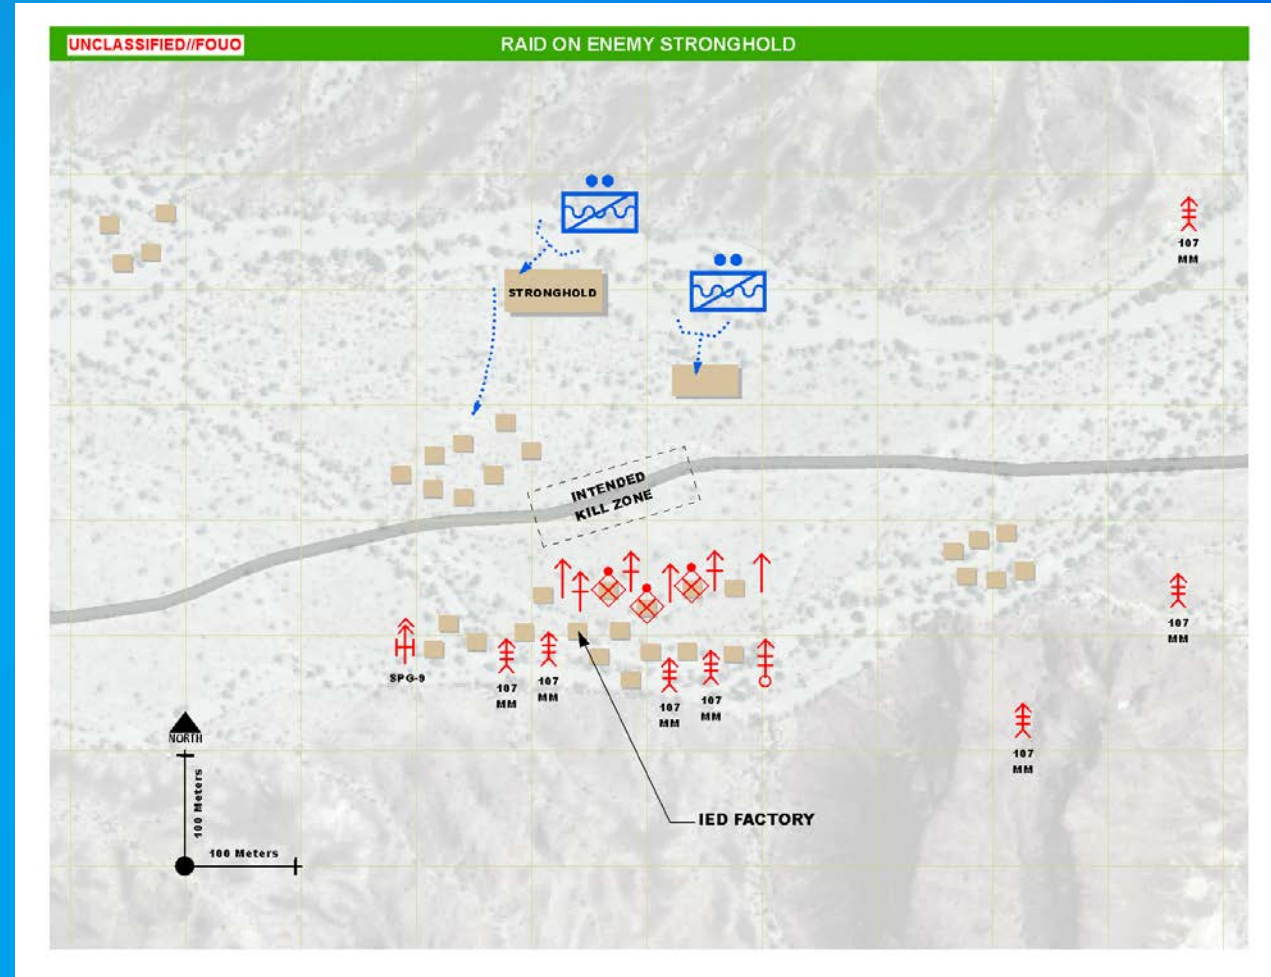 UNCLASSIFIED//FOUO
RAID ON ENEMY STRONGHOLD
107
MM
STRONGHOLD
INTENDED
KILL ZONE
SPG-9
107
MM
107
MM
107
MM
107
MM
107
MM
107
MM
NORTH
100 Meters
100 Meters
IED FACTORY